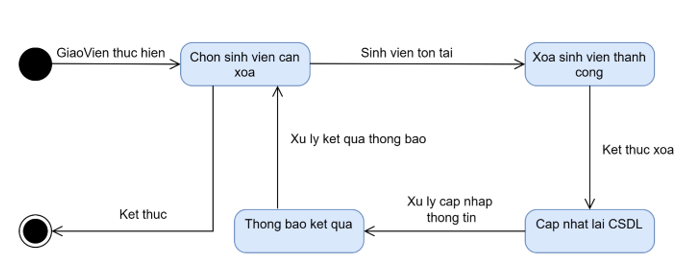 GiaoVien thuc hien
Chon sinh vien can
xoa
Sinh vien ton tai
Xoa sinh vien thanh
cong
Xu ly ket qua thong bao
Ket thuc xoa
Ket thuc
Thong bao ket qua
Xu ly cap nhap
thong tin
Cap nhat lai CSDL